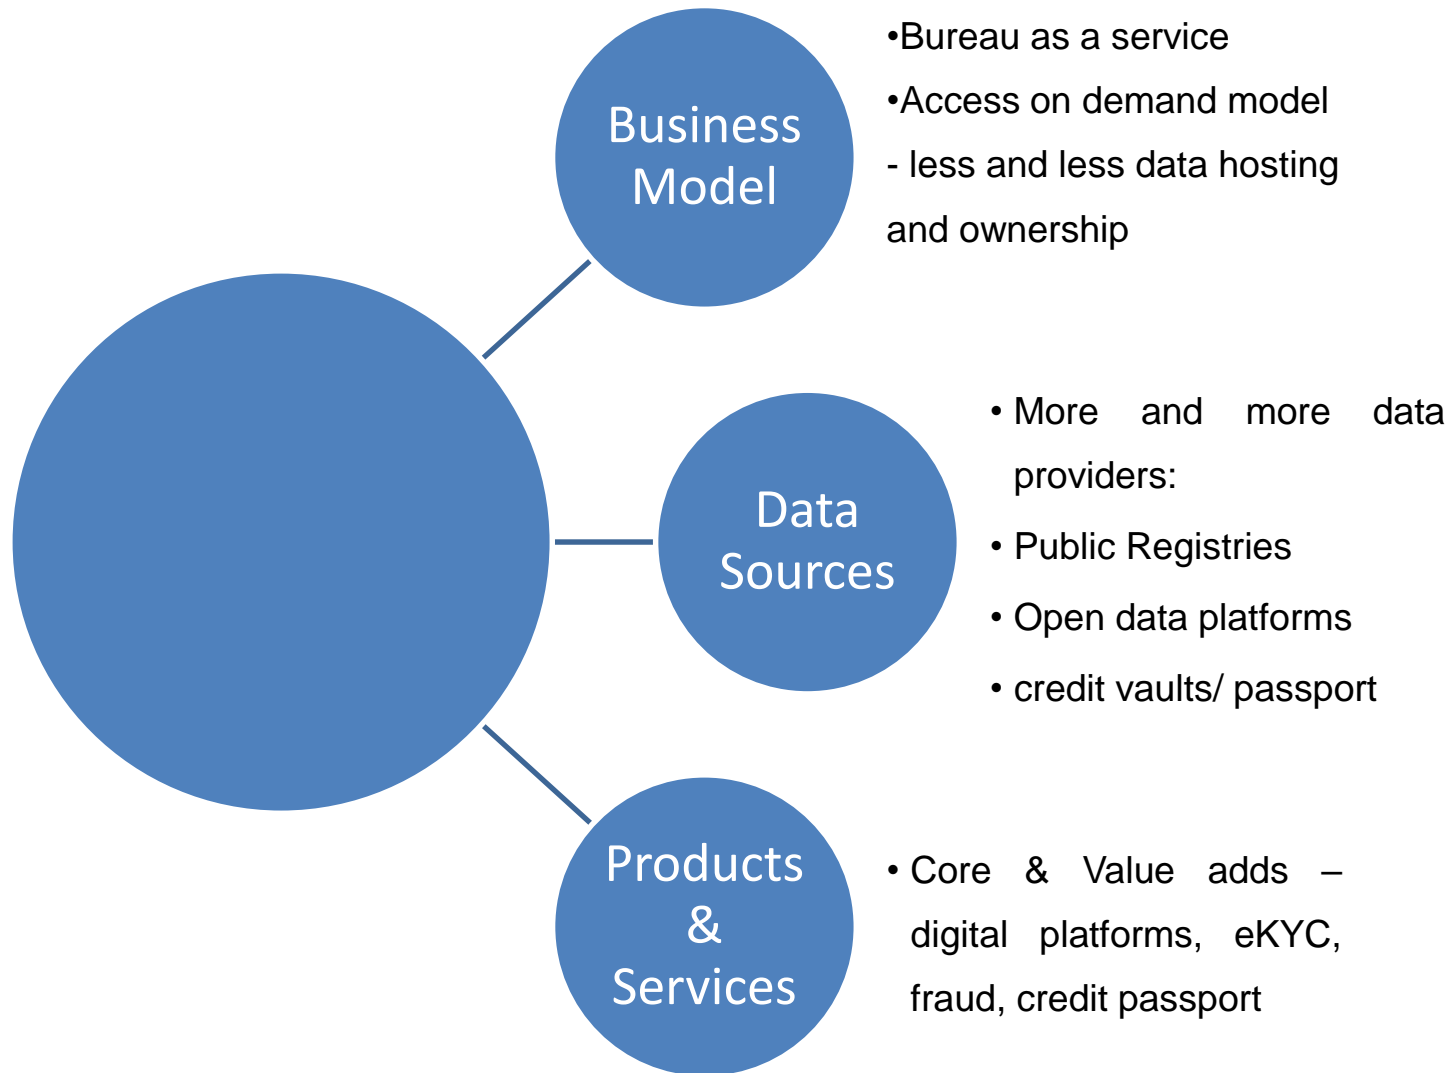 Business
Model
•Bureau as a service
•Access on demand model
- less and less data hosting
and ownership
Data
Sources
• More and more data
providers:
• Public Registries
• Open data platforms
• credit vaults/ passport
Products
&
Services
• Core & Value adds –
digital platforms, eKYC,
fraud, credit passport